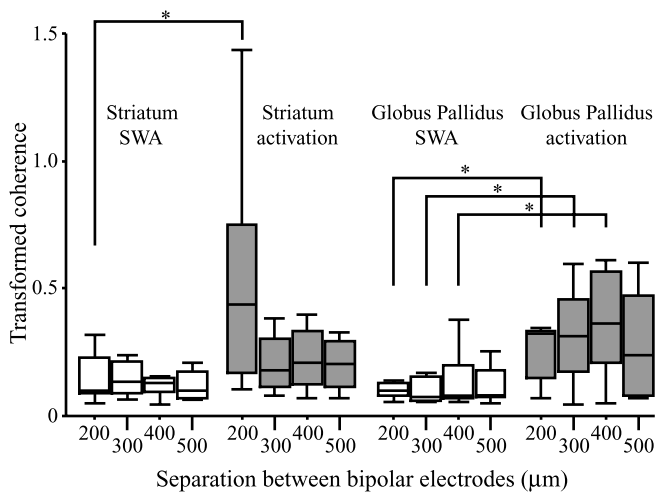 *
1.5
Striatum
SWA
Striatum
activation
Globus Pallidus
SWA
Globus Pallidus
activation
1.0
*
*
*
0.5
0
Transformed coherence
200 300 400 500 200 300 400 500 200 300 400 500 200 300 400 500
Separation between bipolar electrodes (μm)